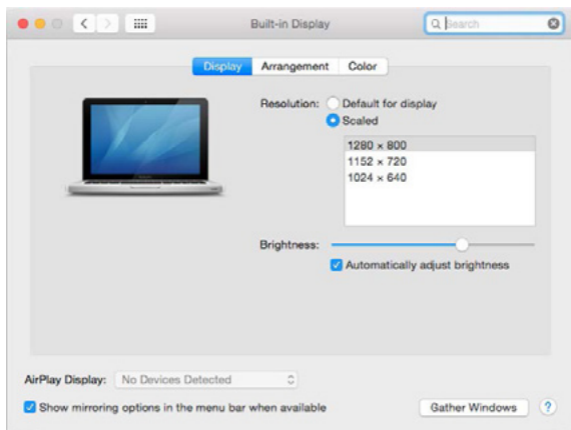 Built-in Display
Search
Display Arrangement Color
Resolution: Default for display
Scaled
1280 × 800
1152 × 720
1024 × 640
Brightness:
Automatically adjust brightness
AirPlay Display: No Devices Detected
Show mirroring options in the menu bar when available
Gather Windows ?